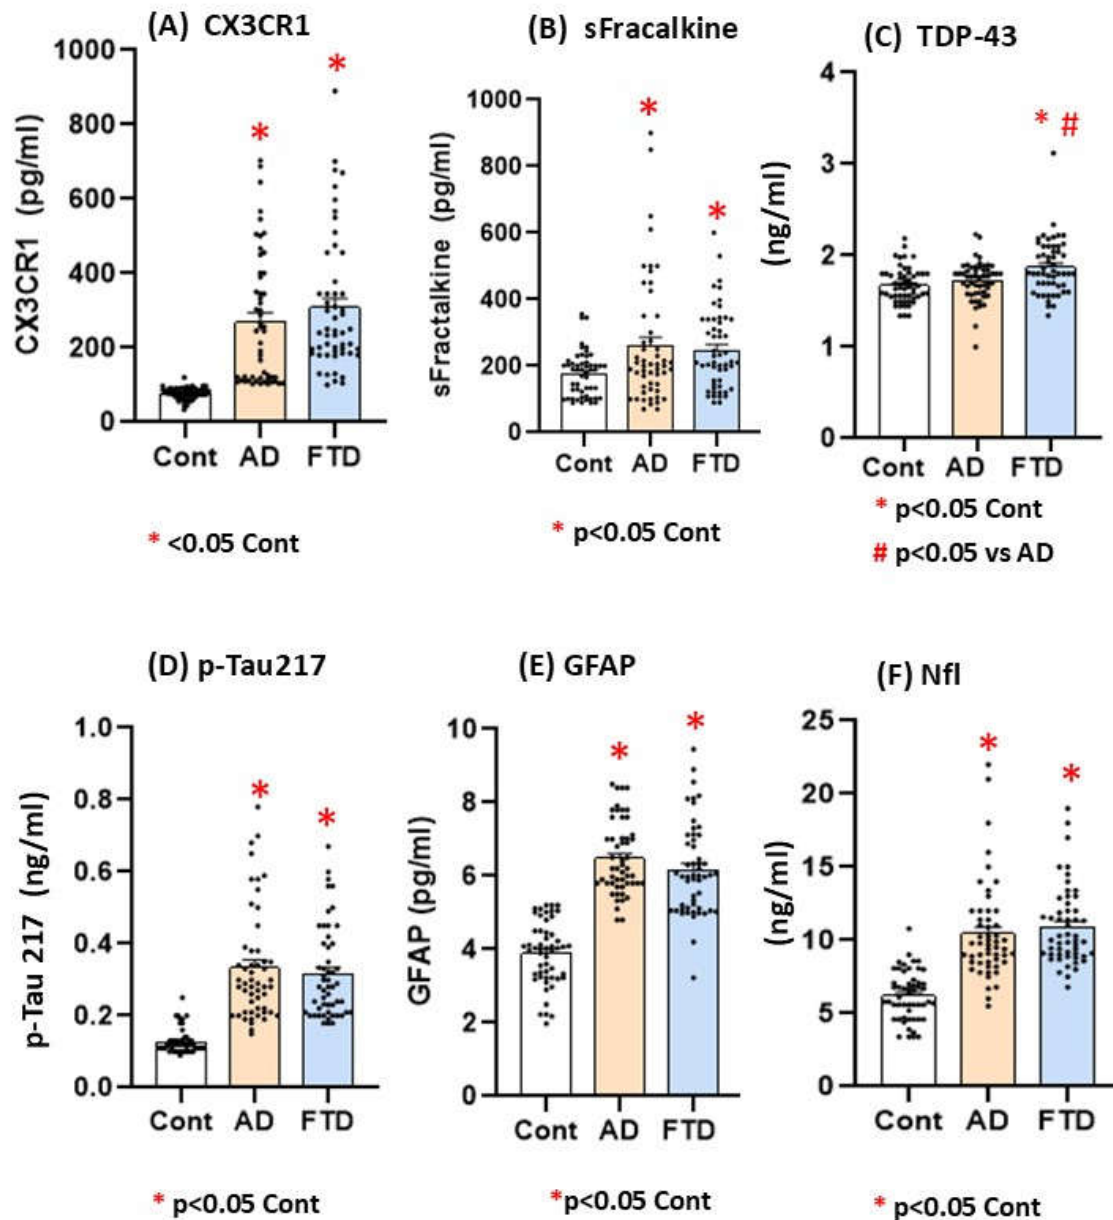 (A) CX3CR1
CX3CR1 (pg/ml)
1000
800
600
400
200
0
*
*
Cont AD FTD
* <0.05 Cont
(B) sFracalkine
sFractalkine (pg/ml)
1000
800
600
400
200
0
*
*
Cont AD FTD
* p<0.05 Cont
(C) TDP-43
(ng/ml)
4
3
2
1
0
* #
Cont AD FTD
* p<0.05 Cont
# p<0.05 vs AD
(D) p-Tau217
p-Tau 217 (ng/ml)
1.0
0.8
0.6
0.4
0.2
0.0
*
*
Cont AD FTD
* p<0.05 Cont
(E) GFAP
GFAP (pg/ml)
10
8
6
4
2
0
*
*
Cont AD FTD
*p<0.05 Cont
(F) Nfl
(ng/ml)
25
20
15
10
5
0
*
*
Cont AD FTD
* p<0.05 Cont